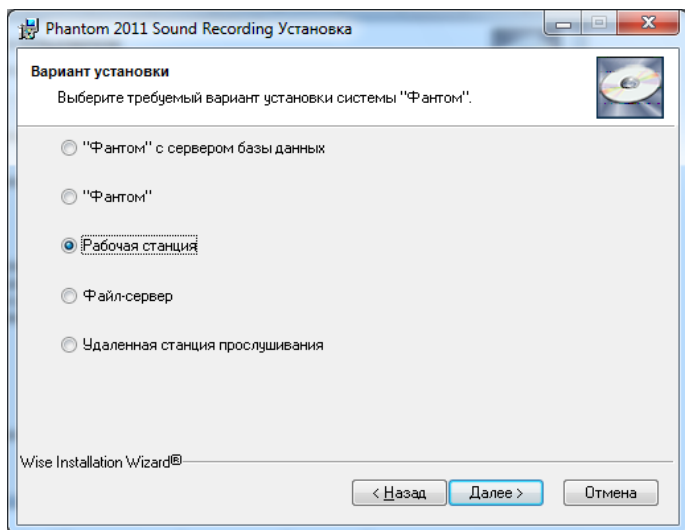 Phantom 2011 Sound Recording Установка
Вариант установки
Выберите требуемый вариант установки системы "Фантом".
"Фантом" с сервером базы данных
"Фантом"
Рабочая станция
Файл-сервер
Удаленная станция прослушивания
Wise Installation Wizard®
< Назад Далее > Отмена